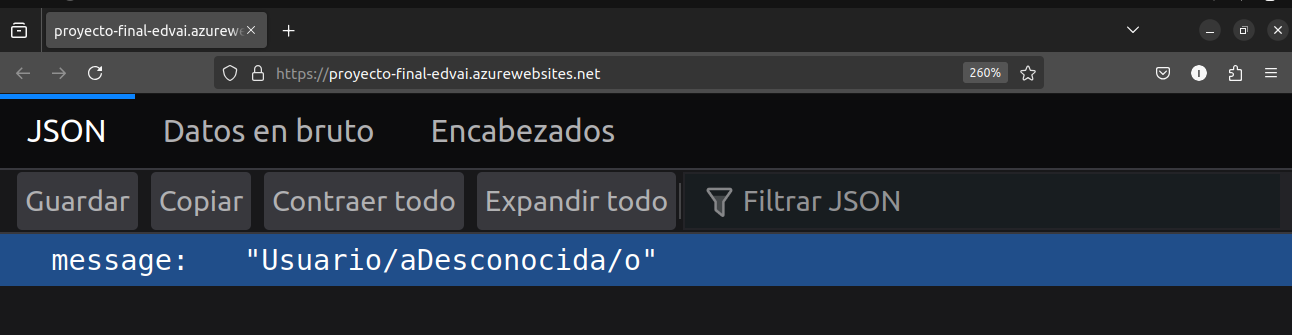 proyecto-final-edvai.azurewe
https://proyecto-final-edvai.azurewebsites.net 260%
JSON Datos en bruto Encabezados
Guardar Copiar Contraer todo Expandir todo Filtrar JSON
message: "Usuario/aDesconocida/o"